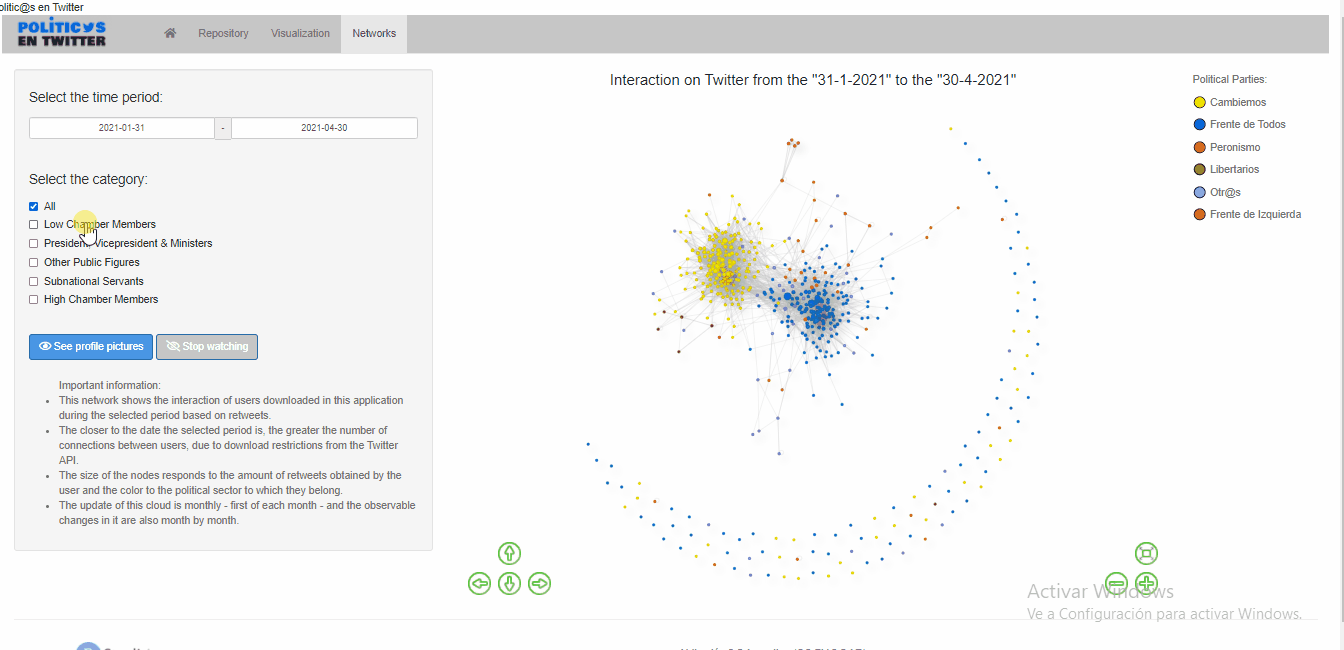 olitic@s en Twitter
POLÍTIC@S
EN TWITTER
Repository
Visualization
Networks
Select the time period:
2021-01-31 - 2021-04-30
Select the category:
All
Low Chamber Members
President, Vicepresident & Ministers
Other Public Figures
Subnational Servants
High Chamber Members
See profile pictures
Stop watching
Important information:
This network shows the interaction of users downloaded in this application
during the selected period based on retweets.
The closer to the date the selected period is, the greater the number of
connections between users, due to download restrictions from the Twitter
API.
The size of the nodes responds to the amount of retweets obtained by the
user and the color to the political sector to which they belong.
The update of this cloud is monthly - first of each month - and the observable
changes in it are also month by month.
Interaction on Twitter from the "31-1-2021" to the "30-4-2021"
Political Parties:
Cambiemos
Frente de Todos
Peronismo
Libertarios
Otr@s
Frente de Izquierda
Activar Windows
Ve a Configuración para activar Windows.